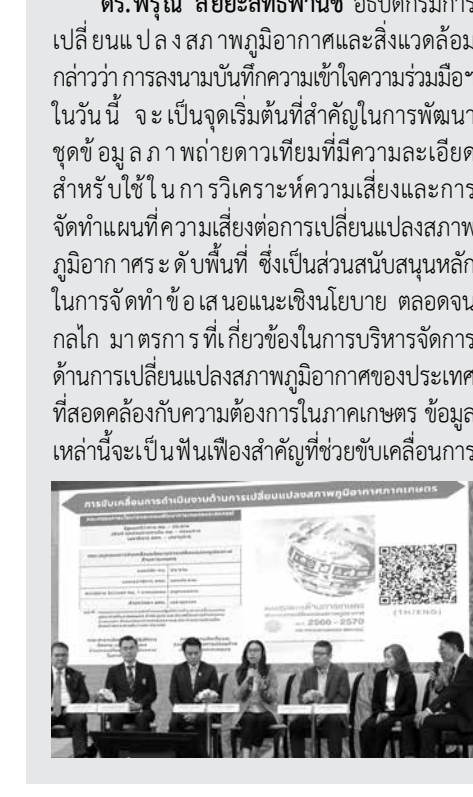 ดร.พิรุณ สัยยะสิทธิ์พานิช อธิบดีกรมการ
เปลี่ยนแปลงสภาพภูมิอากาศและสิ่งแวดล้อม
กล่าวว่า การลงนามบันทึกความเข้าใจความร่วมมือฯ
ในวันนี้ จะเป็นจุดเริ่มต้นที่สำคัญในการพัฒนา
ชุดข้อมูลภาพถ่ายดาวเทียมที่มีความละเอียด
สำหรับใช้ในการวิเคราะห์ความเสี่ยงและการ
จัดทำแผนที่ความเสี่ยงต่อการเปลี่ยนแปลงสภาพ
ภูมิอากาศระดับพื้นที่ ซึ่งเป็นส่วนสนับสนุนหลัก
ในการจัดทำข้อเสนอแนะเชิงนโยบาย ตลอดจน
กลไก มาตรการที่เกี่ยวข้องในการบริหารจัดการ
ด้านการเปลี่ยนแปลงสภาพภูมิอากาศของประเทศ
ที่สอดคล้องกับความต้องการในภาคเกษตร ข้อมูล
เหล่านี้จะเป็นฟันเฟืองสำคัญที่ช่วยขับเคลื่อนการ
การขับเคลื่อนการดำเนินงานด้านการเปลี่ยนแปลงสภาพภูมิอากาศภาคเกษตร
2566 - 2570
(TH/ENG)